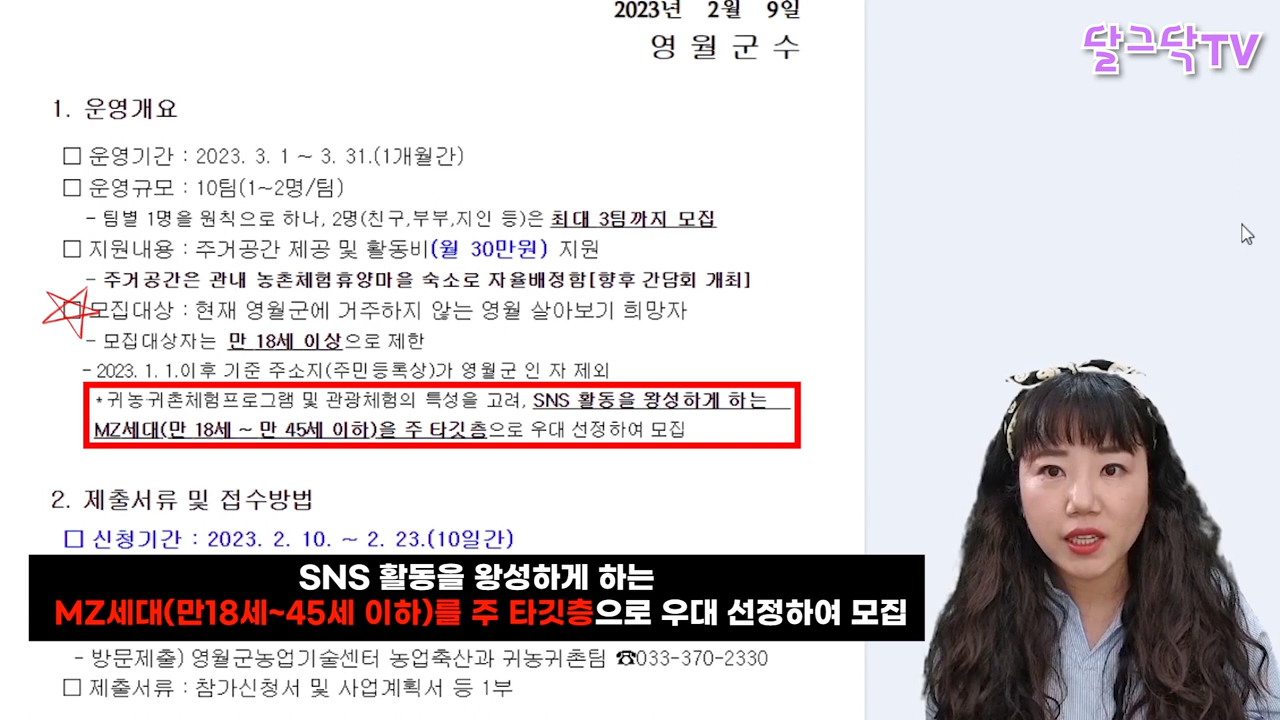 2023년 2월 9일
달그닥TV
영 월 군 수
1. 운영개요
□ 운영기간 : 2023. 3. 1 ~ 3. 31.(1개월간)
□ 운영규모 : 10팀(1~2명/팀)
- 팀별 1명을 원칙으로 하나, 2명(친구,부부,지인 등)은 최대 3팀까지 모집
□ 지원내용 : 주거공간 제공 및 활동비(월 30만원) 지원
- 주거공간은 관내 농촌체험휴양마을 숙소로 자율배정함[향후 간담회 개최]
□ 모집대상 : 현재 영월군에 거주하지 않는 영월 살아보기 희망자
- 모집대상자는 만 18세 이상으로 제한
- 2023. 1. 1.이후 기준 주소지(주민등록상)가 영월군 인 자 제외
* 귀농귀촌체험프로그램 및 관광체험의 특성을 고려, SNS 활동을 왕성하게 하는
MZ세대(만 18세 ~ 만 45세 이하)을 주 타깃층으로 우대 선정하여 모집
2. 제출서류 및 접수방법
□ 신청기간 : 2023. 2. 10. ~ 2. 23.(10일간)
SNS 활동을 왕성하게 하는
MZ세대(만18세~45세 이하)를 주 타깃층으로 우대 선정하여 모집
- 방문제출) 영월군농업기술센터 농업축산과 귀농귀촌팀 ☎033-370-2330
□ 제출서류 : 참가신청서 및 사업계획서 등 1부